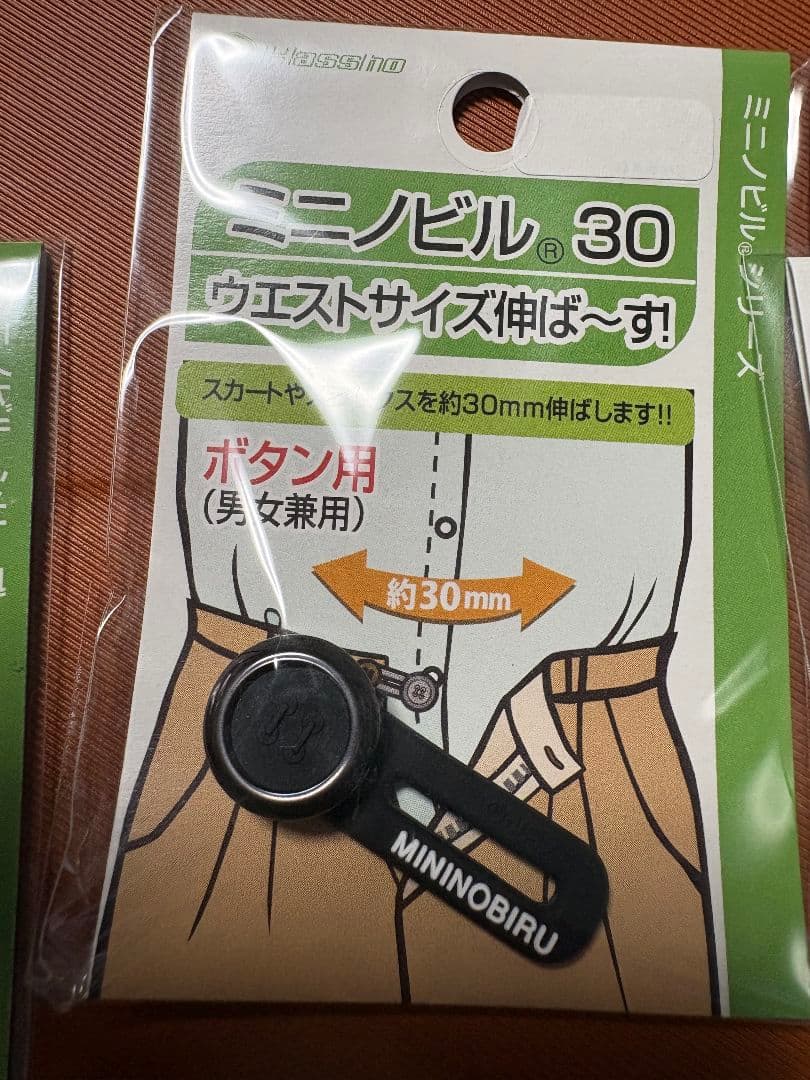 Hassho
ミニノビル® 30
ウエストサイズ伸ば〜す!
スカートや
スを約30mm伸ばします!!
ボタン用
(男女兼用)
約30mm
MININOBIRU
ミニノビル®シリーズ